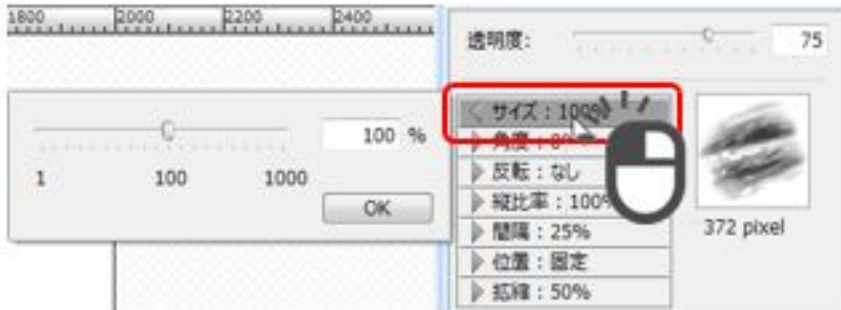 1800 2000 2200 2400
透明度: 75
サイズ:100%
100 %
角度:0°
1 100 1000
反転:なし
OK
縦比率:100%
372 pixel
間隔:25%
位置:固定
拡縮:50%